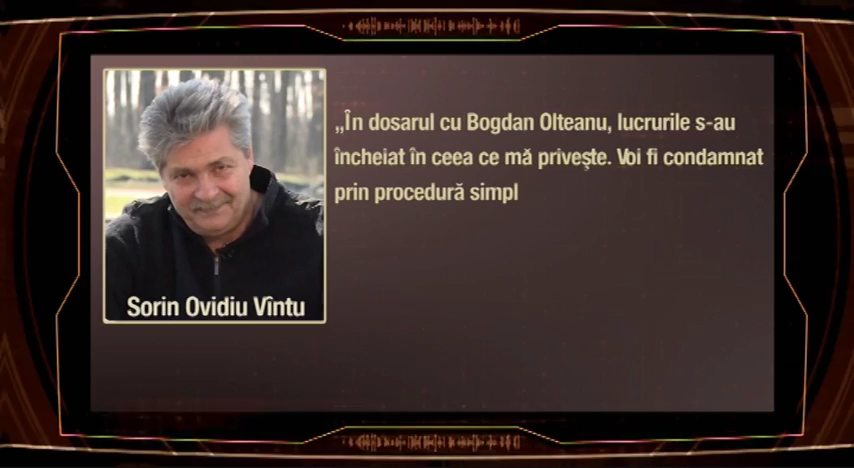 „În dosarul cu Bogdan Olteanu, lucrurile s-au
încheiat în ceea ce mă priveşte. Voi fi condamnat
prin procedură simpl
Sorin Ovidiu Vîntu